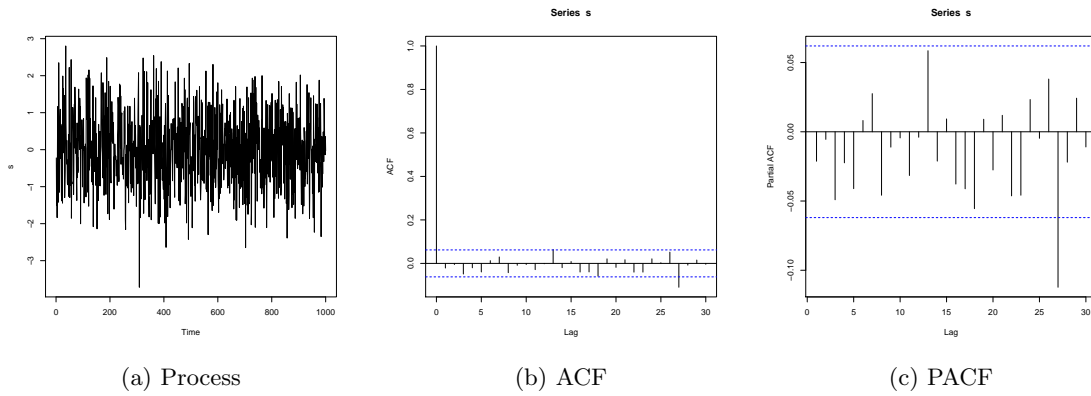 Series s
Series s
3
2
1
0
−1
−2
−3
s
0 200 400 600 800 1000
Time
1.0
0.8
0.6
0.4
0.2
0.0
ACF
0 5 10 15 20 25 30
Lag
0.05
0.00
−0.05
−0.10
Partial ACF
0 5 10 15 20 25 30
Lag
(a) Process
(b) ACF
(c) PACF